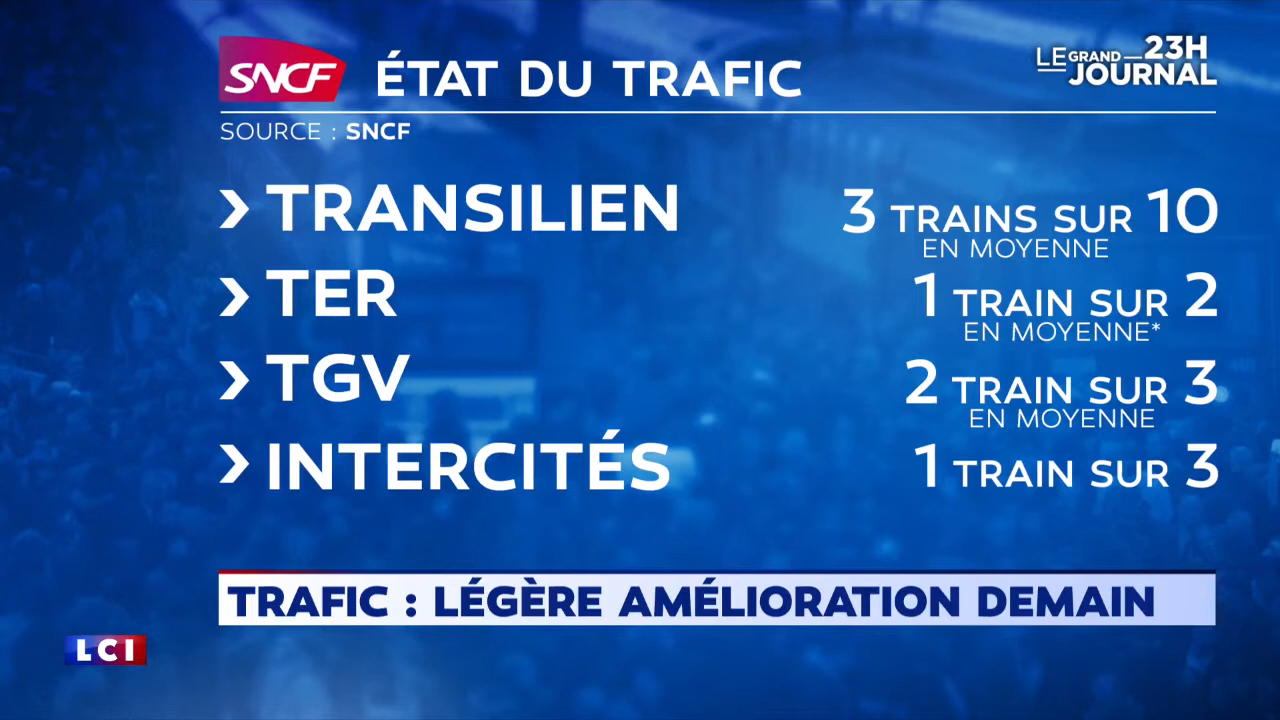 SNCF ÉTAT DU TRAFIC
LE GRAND 23H
JOURNAL
SOURCE : SNCF
TRANSILIEN 3 TRAINS SUR 10
EN MOYENNE
TER 1 TRAIN SUR 2
EN MOYENNE*
TGV 2 TRAIN SUR 3
EN MOYENNE
INTERCITÉS 1 TRAIN SUR 3
TRAFIC : LÉGÈRE AMÉLIORATION DEMAIN
LCI